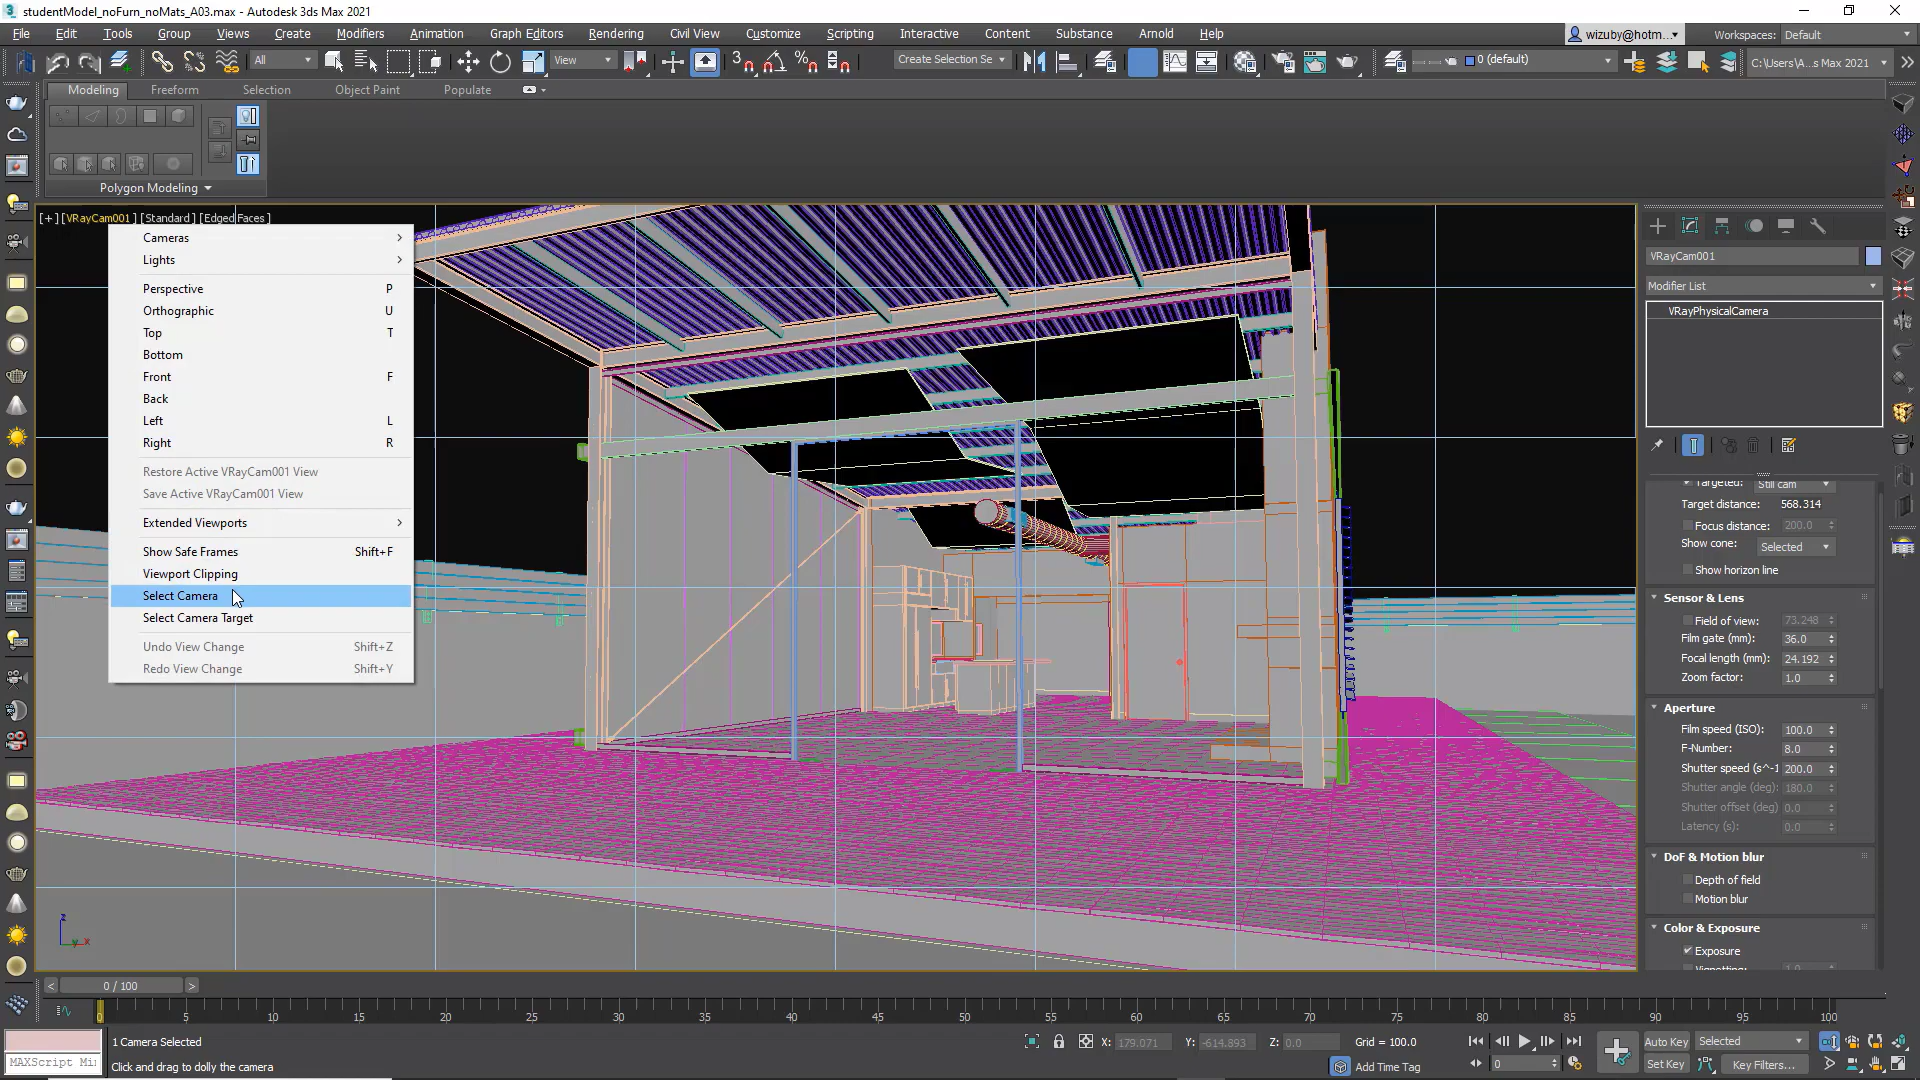 studentModel_noFurn_noMats_A03.max - Autodesk 3ds Max 2021
File Edit Tools Group Views Create Modifiers Animation Graph Editors Rendering Civil View Customize Scripting Interactive Content Substance Arnold Help
wizuby@hotm... Workspaces: Default
All View Create Selection Se 0 (default) C:\Users\A...s Max 2021
Modeling Freeform Selection Object Paint Populate
Polygon Modeling
[+] [VRayCam001] [Standard] [Edged Faces]
Cameras
Lights
Perspective P
Orthographic U
Top T
Bottom
Front F
Back
Left L
Right R
Restore Active VRayCam001 View
Save Active VRayCam001 View
Extended Viewports
Show Safe Frames Shift+F
Viewport Clipping
Select Camera
Select Camera Target
Undo View Change Shift+Z
Redo View Change Shift+Y
z
y x
VRayCam001
Modifier List
VRayPhysicalCamera
Targeted: Still cam
Target distance: 568.314
Focus distance: 200.0
Show cone: Selected
Show horizon line
Sensor & Lens
Field of view: 73.248
Film gate (mm): 36.0
Focal length (mm): 24.192
Zoom factor: 1.0
Aperture
Film speed (ISO): 100.0
F-Number: 8.0
Shutter speed (s^-1 200.0
Shutter angle (deg): 180.0
Shutter offset (deg) 0.0
Latency (s): 0.0
DoF & Motion blur
Depth of field
Motion blur
Color & Exposure
Exposure
Vignetting: 1.0
0 / 100
0 5 10 15 20 25 30 35 40 45 50 55 60 65 70 75 80 85 90 95 100
1 Camera Selected
X: 179.071 Y: -614.893 Z: 0.0 Grid = 100.0
Auto Key Selected
MAXScript Mi
Click and drag to dolly the camera
Add Time Tag
0
Set Key Key Filters...